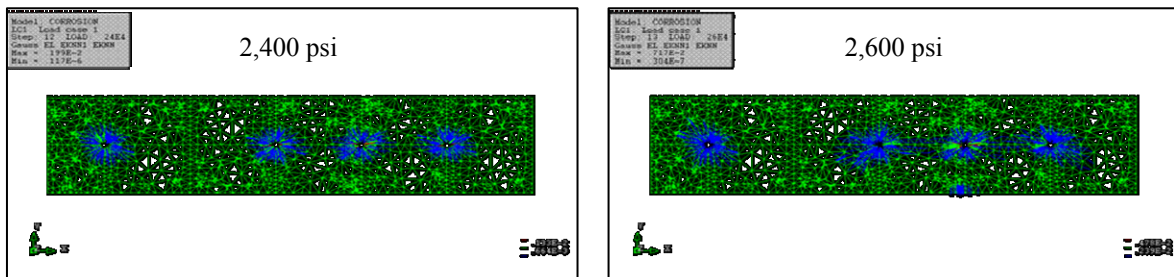 Model: CORROSION
LC1: Load case 1
Step: 12 LOAD: 24E4
Gauss EL EKNN1 EKNN
Max = 199E-2
Min = 117E-6
2,400 psi
Y
X
Model: CORROSION
LC1: Load case 1
Step: 13 LOAD: 26E4
Gauss EL EKNN1 EKNN
Max = 717E-2
Min = 304E-7
2,600 psi
Y
X